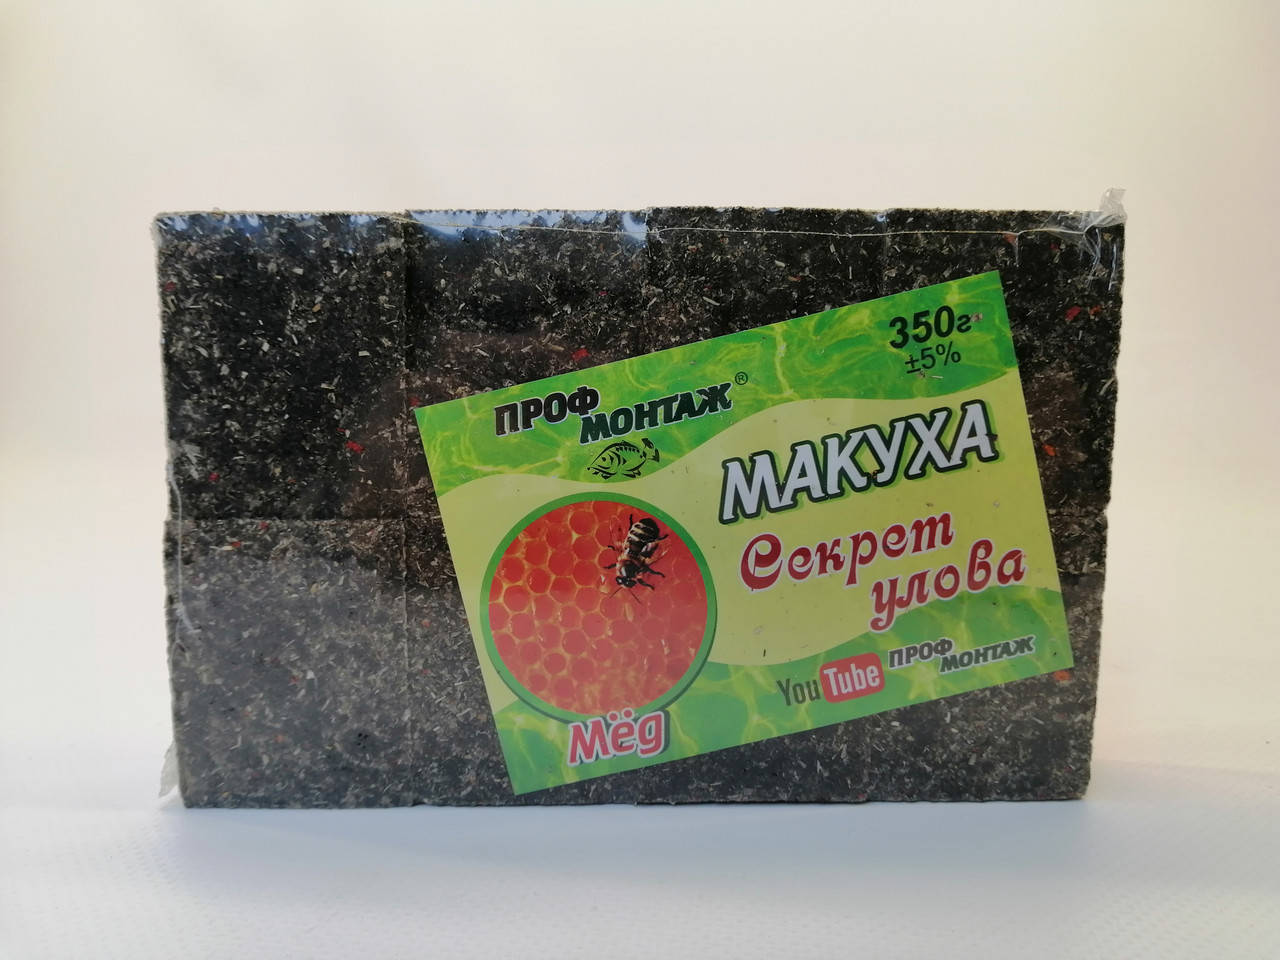 350г
±5%
ПРОФ
МОНТАЖ®
МАКУХА
Секрет
улова
Мёд
YouTube ПРОФ
МОНТАЖ